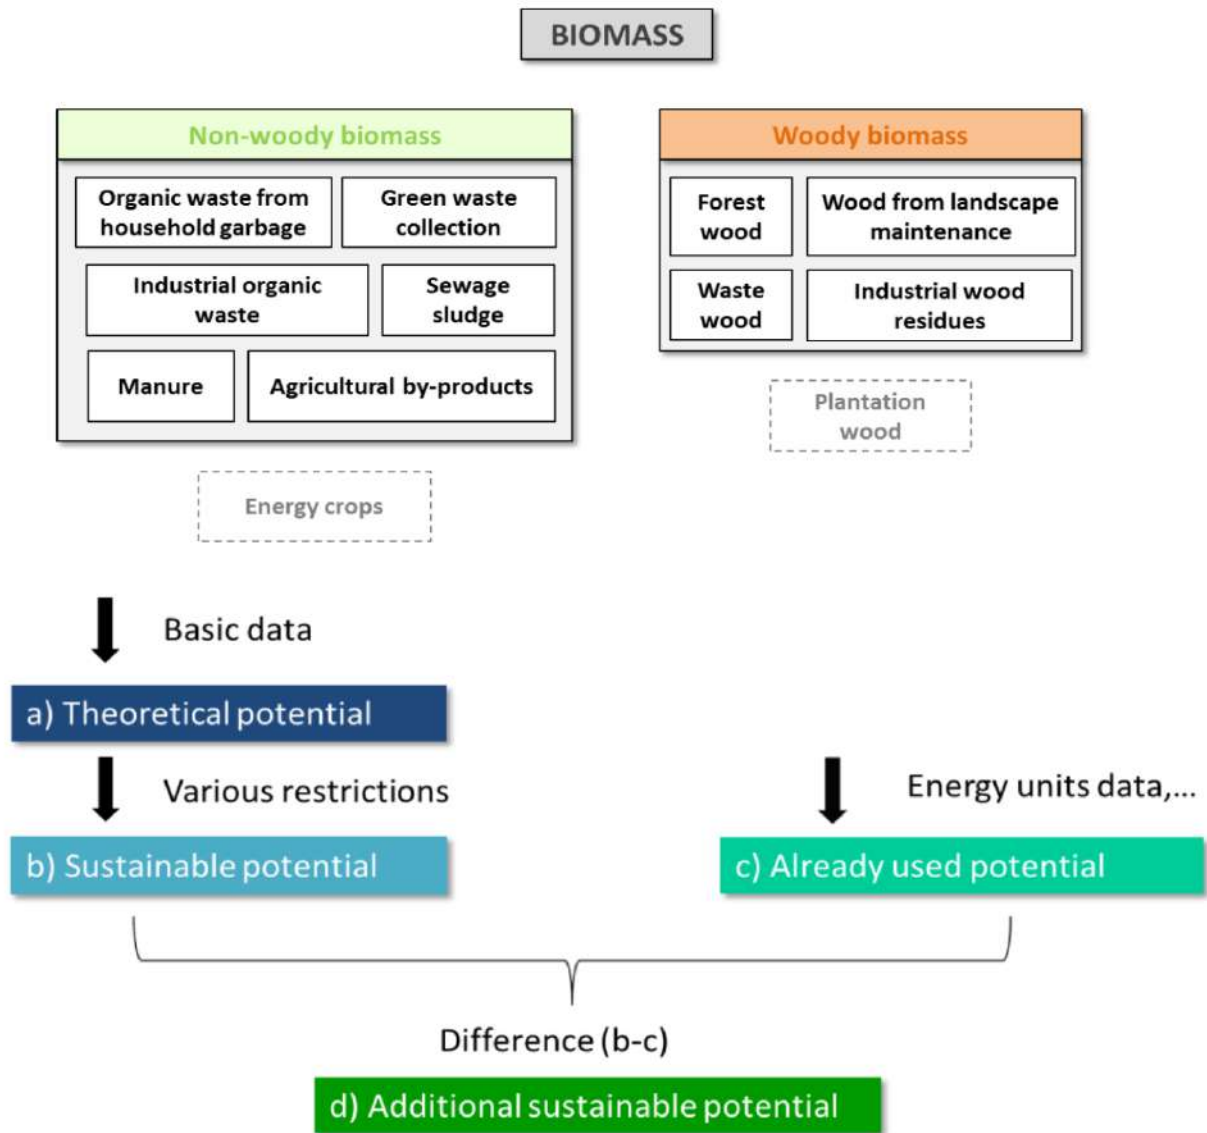 BIOMASS
Non-woody biomass
Organic waste from
household garbage
Green waste
collection
Industrial organic
waste
Sewage
sludge
Manure
Agricultural by-products
Energy crops
Woody biomass
Forest
wood
Wood from landscape
maintenance
Waste
wood
Industrial wood
residues
Plantation
wood
Basic data
a) Theoretical potential
Various restrictions
b) Sustainable potential
Energy units data,...
c) Already used potential
Difference (b-c)
d) Additional sustainable potential